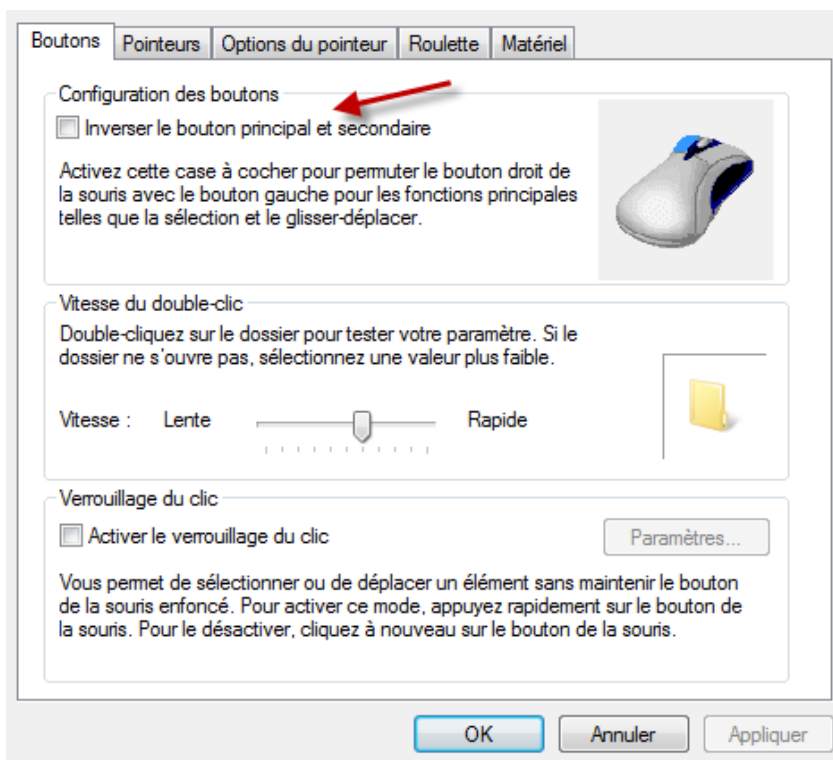 Boutons Pointeurs Options du pointeur Roulette Matériel
Configuration des boutons
Inverser le bouton principal et secondaire
Activez cette case à cocher pour permuter le bouton droit de
la souris avec le bouton gauche pour les fonctions principales
telles que la sélection et le glisser-déplacer.
Vitesse du double-clic
Double-cliquez sur le dossier pour tester votre paramètre. Si le
dossier ne s'ouvre pas, sélectionnez une valeur plus faible.
Vitesse : Lente Rapide
Verrouillage du clic
Activer le verrouillage du clic Paramètres...
Vous permet de sélectionner ou de déplacer un élément sans maintenir le bouton
de la souris enfoncé. Pour activer ce mode, appuyez rapidement sur le bouton de
la souris. Pour le désactiver, cliquez à nouveau sur le bouton de la souris.
OK Annuler Appliquer